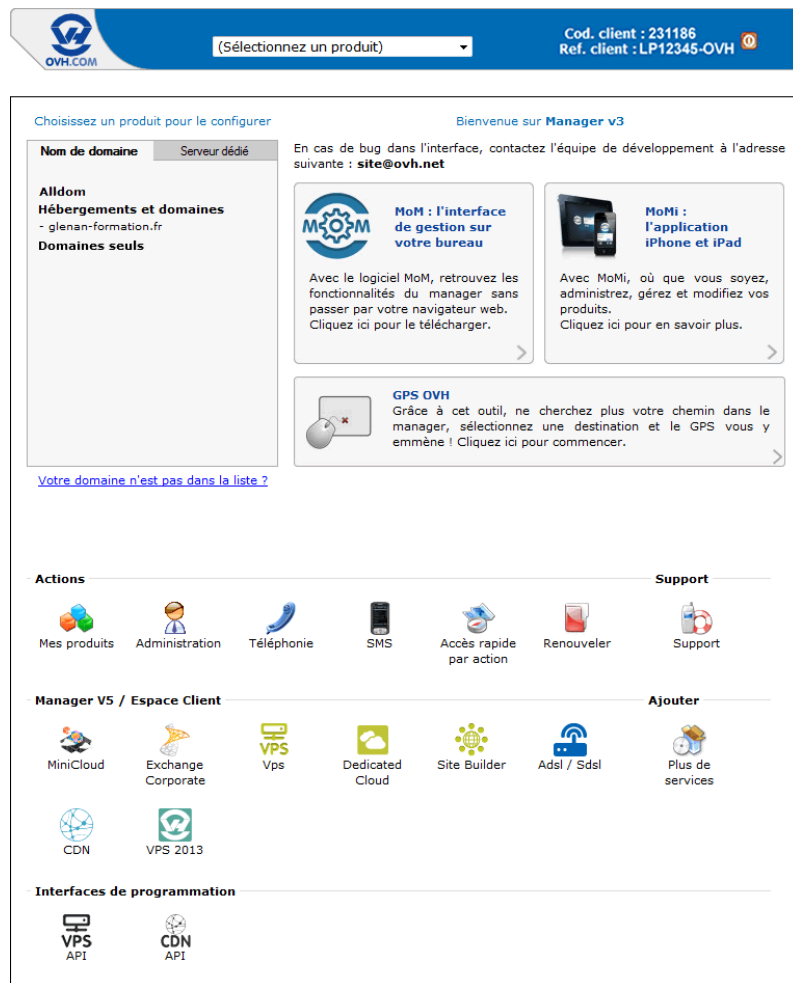 OVH.COM
(Sélectionnez un produit)
Cod. client : 231186
Ref. client : LP12345-OVH
Choisissez un produit pour le configurer
Bienvenue sur Manager v3
Nom de domaine
Serveur dédié
Alldom
Hébergements et domaines
- glenan-formation.fr
Domaines seuls
Votre domaine n'est pas dans la liste ?
En cas de bug dans l'interface, contactez l'équipe de développement à l'adresse
suivante : site@ovh.net
MOM
MoM : l'interface
de gestion sur
votre bureau
Avec le logiciel MoM, retrouvez les
fonctionnalités du manager sans
passer par votre navigateur web.
Cliquez ici pour le télécharger.
MoMi :
l'application
iPhone et iPad
Avec MoMi, où que vous soyez,
administrez, gérez et modifiez vos
produits.
Cliquez ici pour en savoir plus.
GPS OVH
Grâce à cet outil, ne cherchez plus votre chemin dans le
manager, sélectionnez une destination et le GPS vous y
emmène ! Cliquez ici pour commencer.
Actions
Support
Mes produits
Administration
Téléphonie
SMS
Accès rapide
par action
Renouveler
Support
Manager V5 / Espace Client
Ajouter
MiniCloud
Exchange
Corporate
VPS
Vps
Dedicated
Cloud
Site Builder
Adsl / Sdsl
Plus de
services
CDN
VPS 2013
Interfaces de programmation
VPS
API
CDN
API